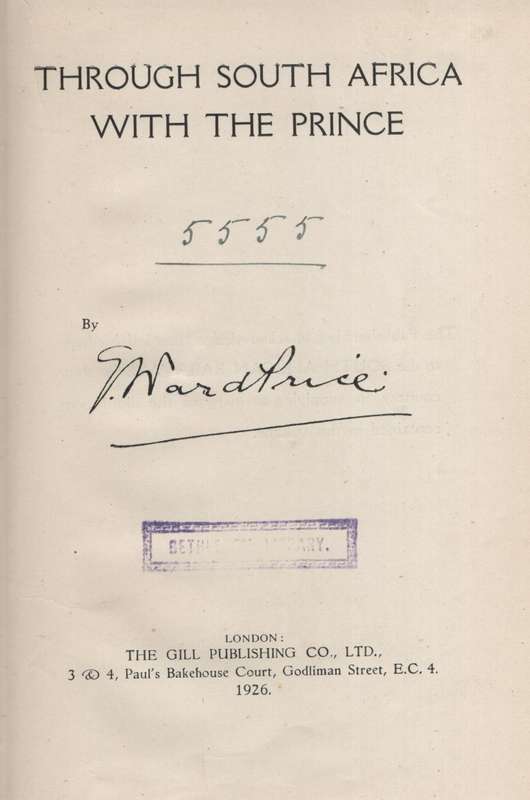 THROUGH SOUTH AFRICA
WITH THE PRINCE
5555
By
G. Ward Price.
LONDON:
THE GILL PUBLISHING CO., LTD.,
3 & 4, Paul's Bakehouse Court, Godliman Street, E.C. 4.
1926.